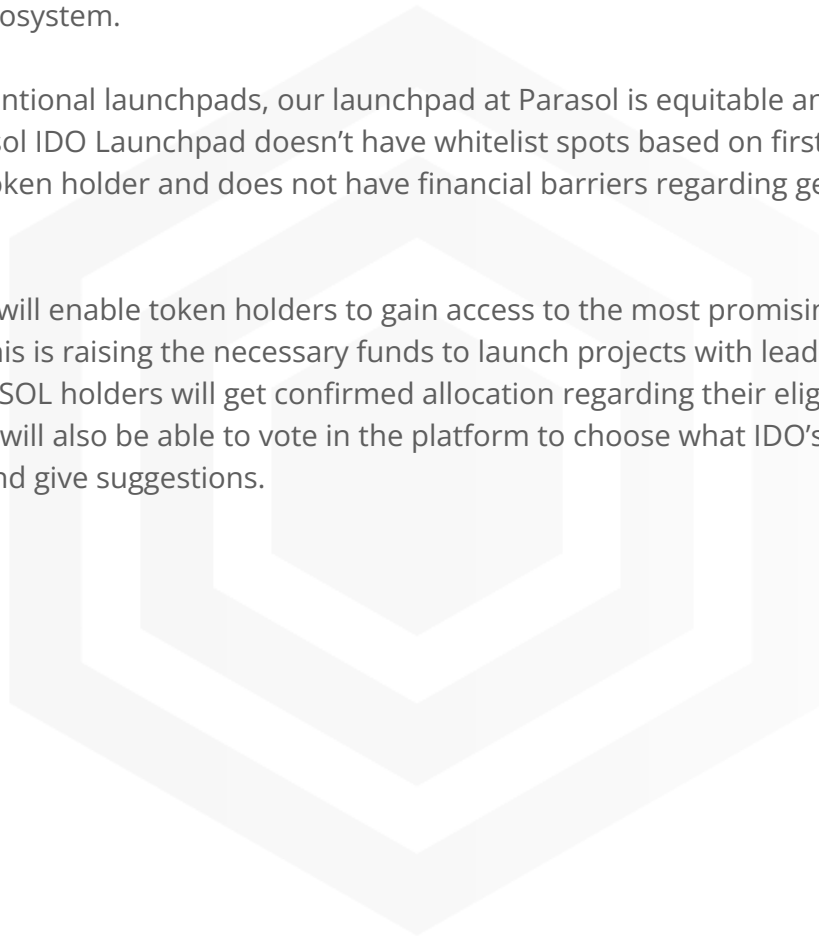 osystem.
ntional launchpads, our launchpad at Parasol is equitable ar
sol IDO Launchpad doesn’t have whitelist spots based on first
oken holder and does not have financial barriers regarding ge
will enable token holders to gain access to the most promisin
his is raising the necessary funds to launch projects with lead
SOL holders will get confirmed allocation regarding their elig
will also be able to vote in the platform to choose what IDO’s
nd give suggestions.